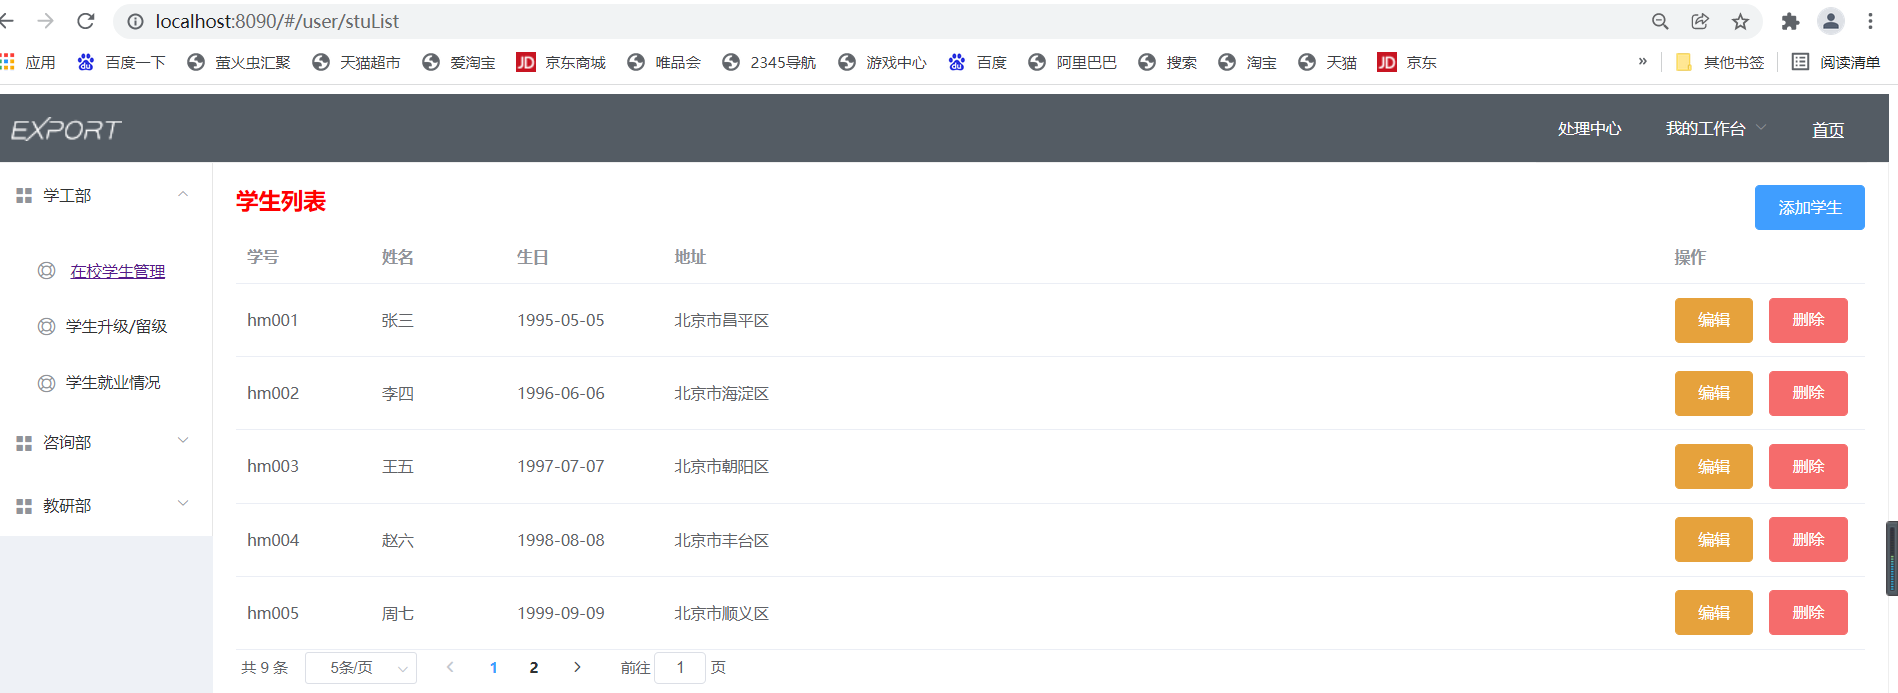 localhost:8090/#/user/stuList
应用 百度一下 萤火虫汇聚 天猫超市 爱淘宝 JD 京东商城 唯品会 2345导航 游戏中心 百度 阿里巴巴 搜索 淘宝 天猫 JD 京东 » 其他书签 阅读清单
EXPORT 处理中心 我的工作台 首页
学工部
在校学生管理
学生升级/留级
学生就业情况
咨询部
教研部
学生列表 添加学生
学号 姓名 生日 地址 操作
hm001 张三 1995-05-05 北京市昌平区 编辑 删除
hm002 李四 1996-06-06 北京市海淀区 编辑 删除
hm003 王五 1997-07-07 北京市朝阳区 编辑 删除
hm004 赵六 1998-08-08 北京市丰台区 编辑 删除
hm005 周七 1999-09-09 北京市顺义区 编辑 删除
共 9 条 5条/页 1 2 前往 1 页